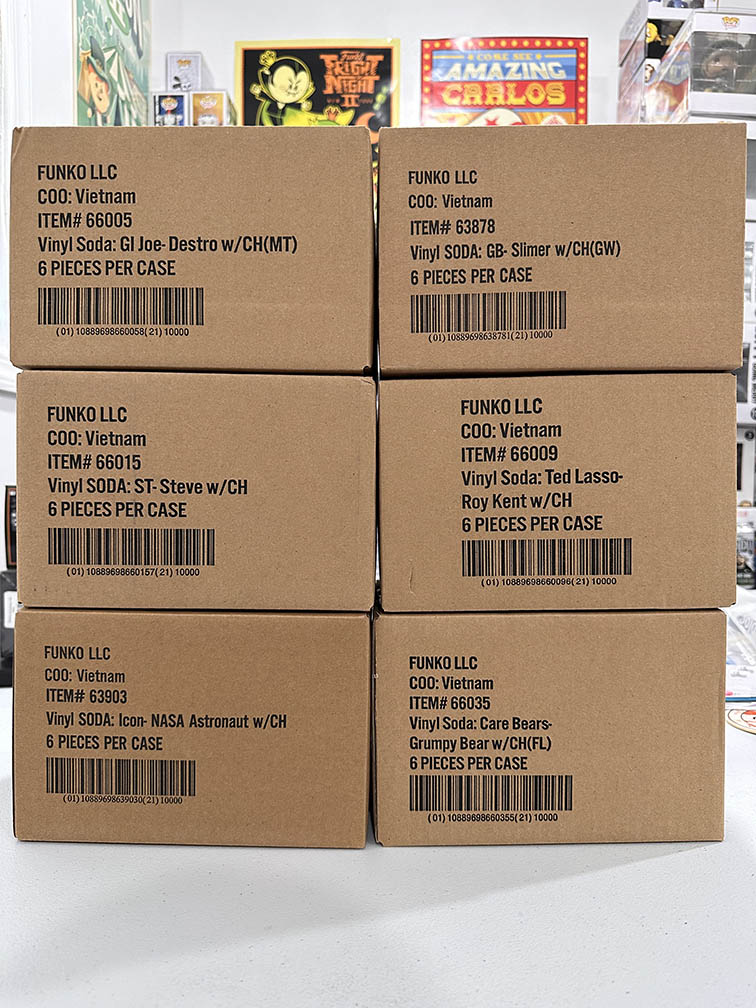 Funko
FRIGHT
NIGHT
II
COME SEE
AMAZING
CARLOS
FUNKO LLC
COO: Vietnam
ITEM# 66005
Vinyl Soda: GI Joe- Destro w/CH(MT)
6 PIECES PER CASE
(01) 10889698660058(21) 10000
FUNKO LLC
COO: Vietnam
ITEM# 63878
Vinyl SODA: GB- Slimer w/CH(GW)
6 PIECES PER CASE
(01) 10889698638781(21) 10000
FUNKO LLC
COO: Vietnam
ITEM# 66015
Vinyl SODA: ST- Steve w/CH
6 PIECES PER CASE
(01) 10889698660157(21) 10000
FUNKO LLC
COO: Vietnam
ITEM# 66009
Vinyl Soda: Ted Lasso-
Roy Kent w/CH
6 PIECES PER CASE
(01) 10889698660096(21) 10000
FUNKO LLC
COO: Vietnam
ITEM# 63903
Vinyl SODA: Icon- NASA Astronaut w/CH
6 PIECES PER CASE
(01) 10889698639030(21) 10000
FUNKO LLC
COO: Vietnam
ITEM# 66035
Vinyl Soda: Care Bears-
Grumpy Bear w/CH(FL)
6 PIECES PER CASE
(01) 10889698660355(21) 10000